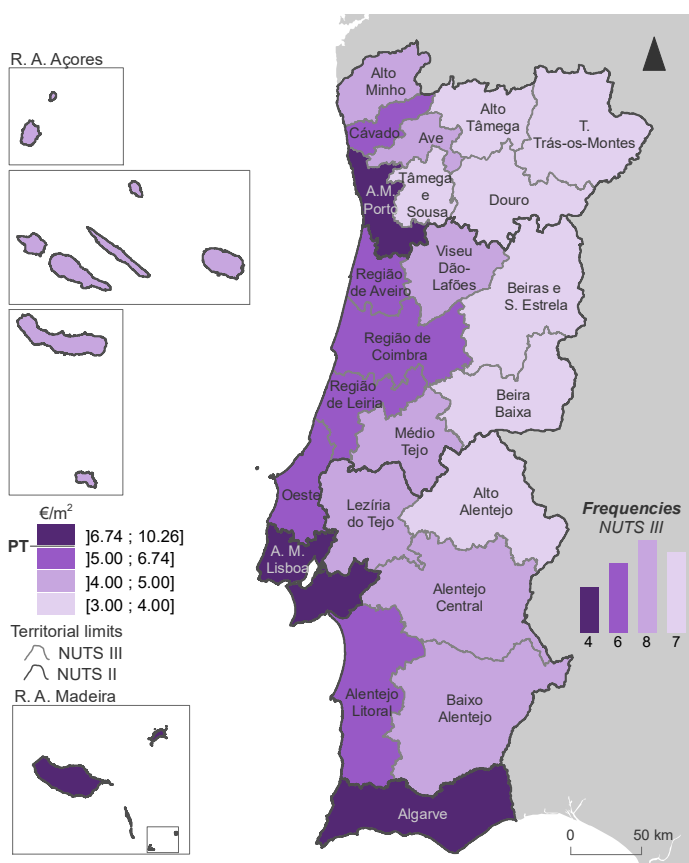 R. A. Açores
Alto
Minho
Cávado
Ave
Alto
Tâmega
T.
Trás-os-Montes
A.M.
Porto
Tâmega
e
Sousa
Douro
Região
de Aveiro
Viseu
Dão-
Lafões
Beiras e
S. Estrela
Região de
Coimbra
Região
de Leiria
Beira
Baixa
Médio
Tejo
Oeste
Lezíria
do Tejo
Alto
Alentejo
A. M.
Lisboa
Alentejo
Central
Alentejo
Litoral
Baixo
Alentejo
Algarve
€/m²
]6.74 ; 10.26]
PT
]5.00 ; 6.74]
]4.00 ; 5.00]
[3.00 ; 4.00]
Territorial limits
NUTS III
NUTS II
R. A. Madeira
Frequencies
NUTS III
4 6 8 7
0 50 km